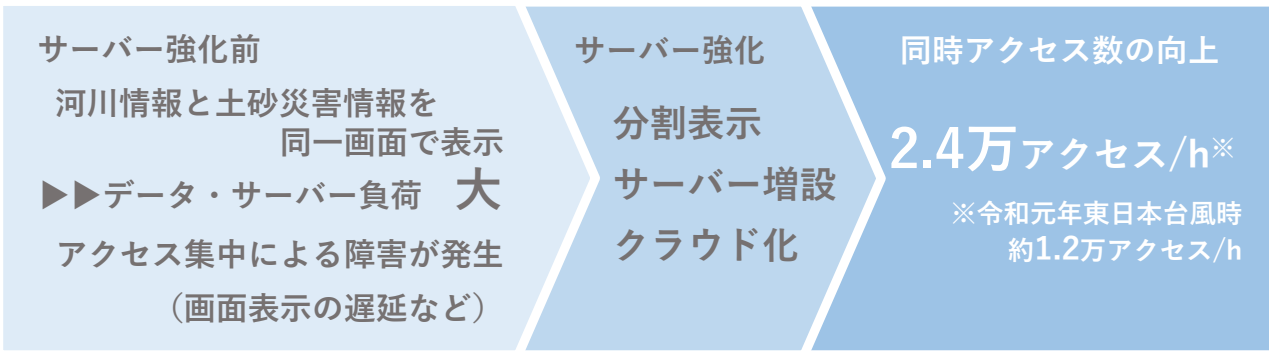 サーバー強化前
河川情報と土砂災害情報を
同一画面で表示
▶▶データ・サーバー負荷　大
アクセス集中による障害が発生
（画面表示の遅延など）
サーバー強化
分割表示
サーバー増設
クラウド化
同時アクセス数の向上
2.4万アクセス/h※
※令和元年東日本台風時
約1.2万アクセス/h